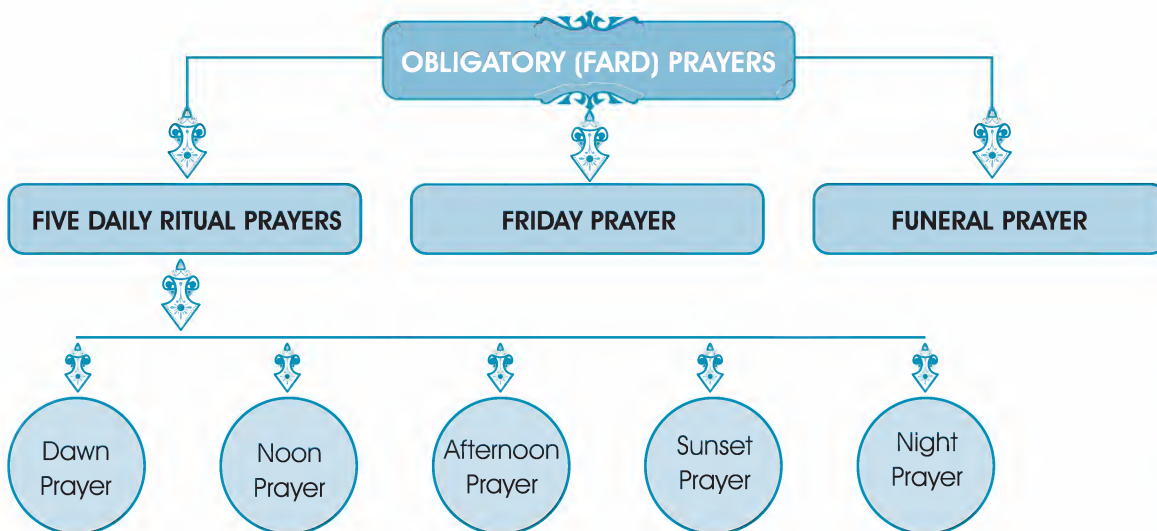 OBLIGATORY (FARD) PRAYERS
FIVE DAILY RITUAL PRAYERS
FRIDAY PRAYER
FUNERAL PRAYER
Dawn
Prayer
Noon
Prayer
Afternoon
Prayer
Sunset
Prayer
Night
Prayer